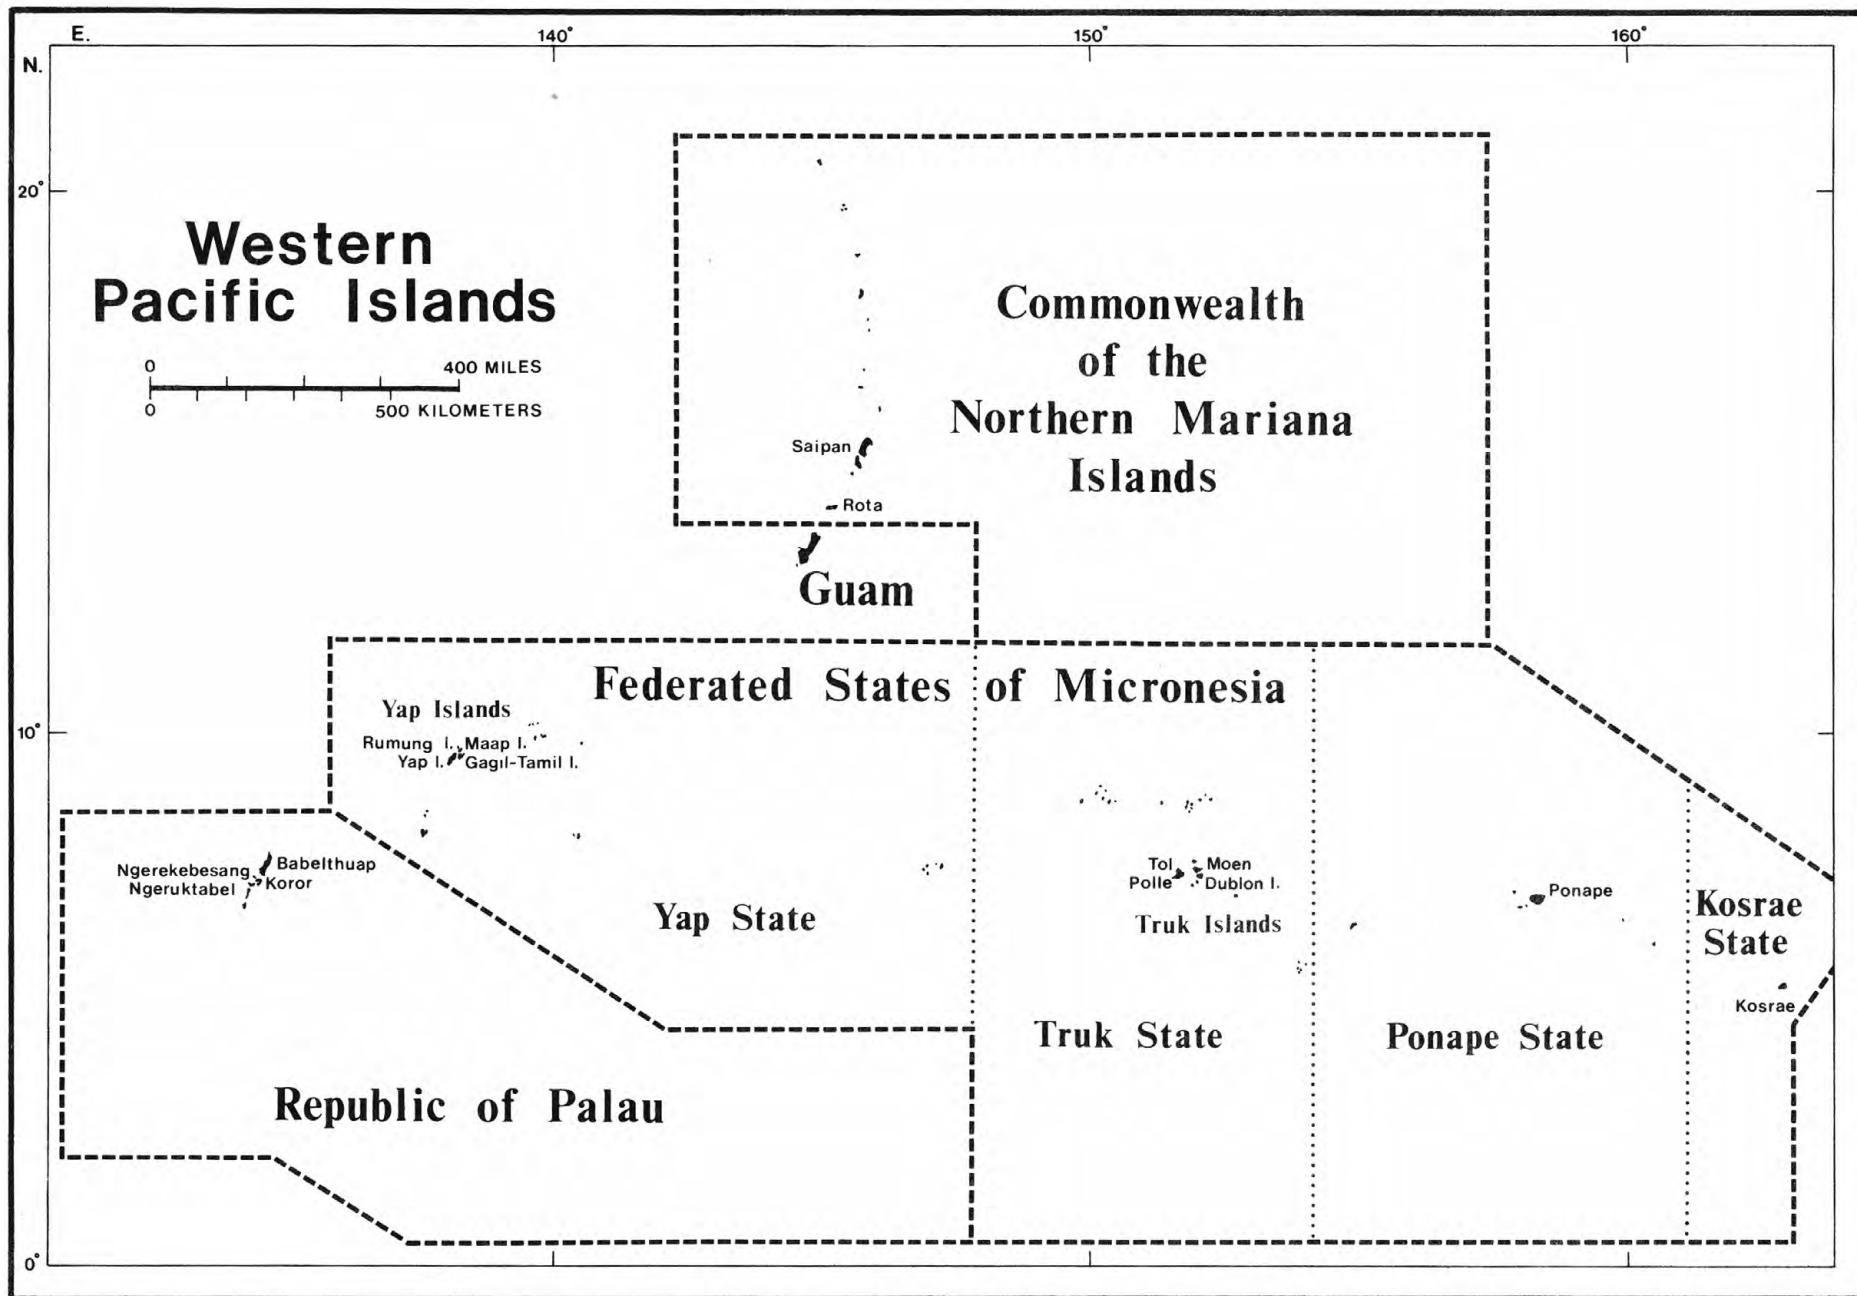 E.
140°
150°
160°
N.
20°
Western
Pacific Islands
0
400 MILES
0
500 KILOMETERS
Commonwealth
of the
Northern Mariana
Islands
Saipan
Rota
Guam
Federated States of Micronesia
Yap Islands
10°
Rumung I.
Maap I.
Yap I.
Gagil-Tamil I.
Ngerekebesang
Babelthuap
Ngeruktabel
Koror
Yap State
Tol
Moen
Polle
Dublon I.
Truk Islands
Ponape
Kosrae
State
Kosrae
Truk State
Ponape State
Republic of Palau
0°